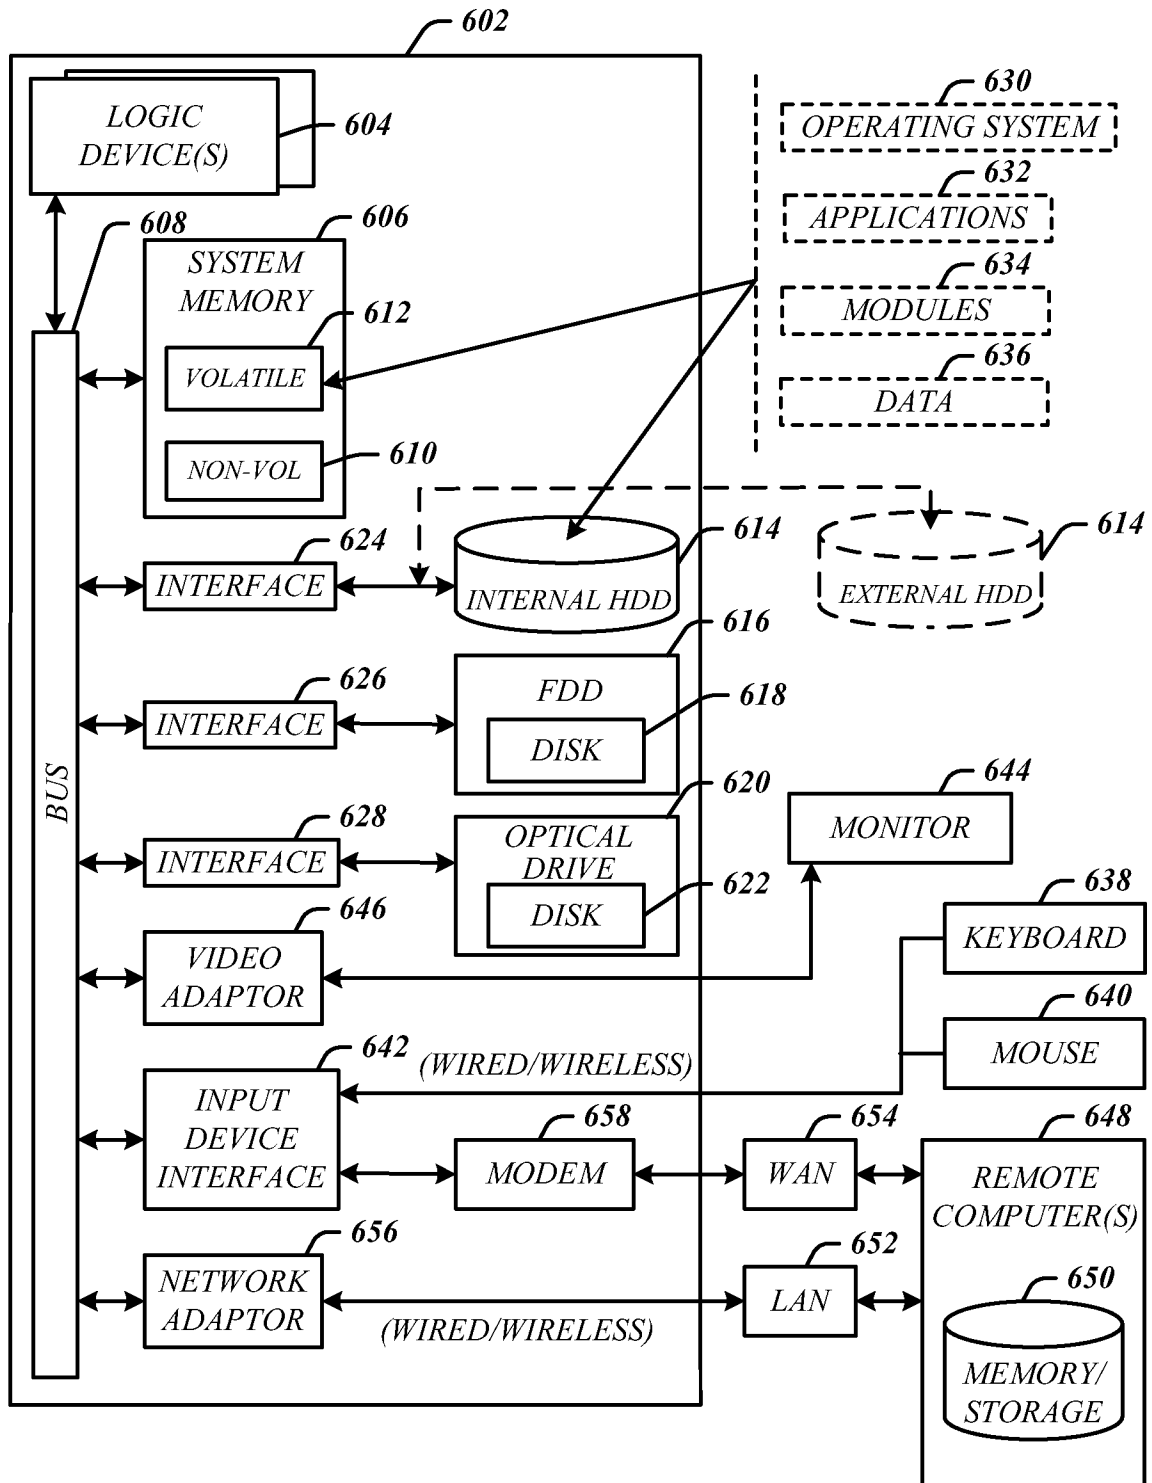 602
LOGIC
DEVICE(S)
604
630
OPERATING SYSTEM
632
APPLICATIONS
634
MODULES
636
DATA
608
606
SYSTEM
MEMORY
612
VOLATILE
610
NON-VOL
BUS
624
INTERFACE
614
INTERNAL HDD
614
EXTERNAL HDD
616
FDD
618
DISK
626
INTERFACE
620
OPTICAL
DRIVE
622
DISK
628
INTERFACE
644
MONITOR
646
VIDEO
ADAPTOR
638
KEYBOARD
640
MOUSE
642
INPUT
DEVICE
INTERFACE
(WIRED/WIRELESS)
658
MODEM
654
WAN
648
REMOTE
COMPUTER(S)
656
NETWORK
ADAPTOR
(WIRED/WIRELESS)
652
LAN
650
MEMORY/
STORAGE